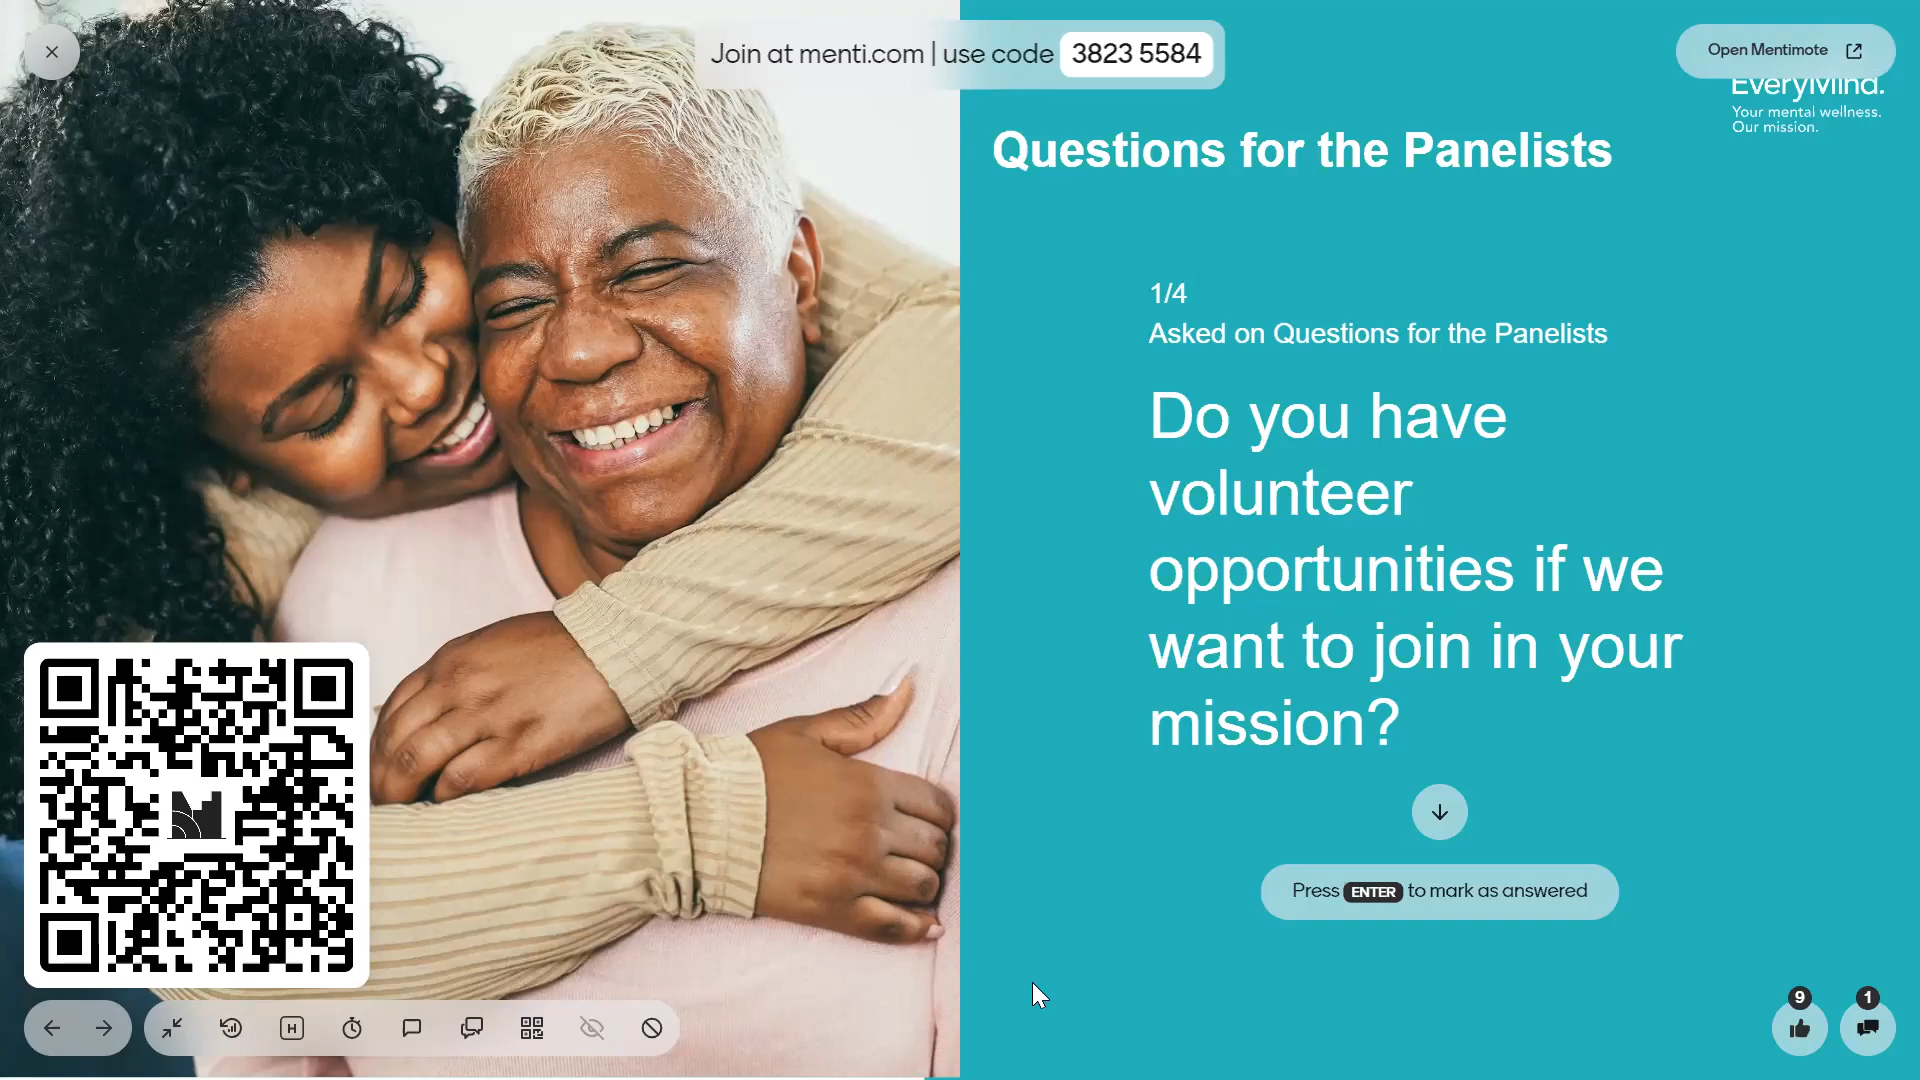 Join at menti.com | use code 3823 5584
Open Mentimote
EveryMind.
Your mental wellness.
Our mission.
Questions for the Panelists
1/4
Asked on Questions for the Panelists
Do you have
volunteer
opportunities if we
want to join in your
mission?
Press ENTER to mark as answered
H
9
1